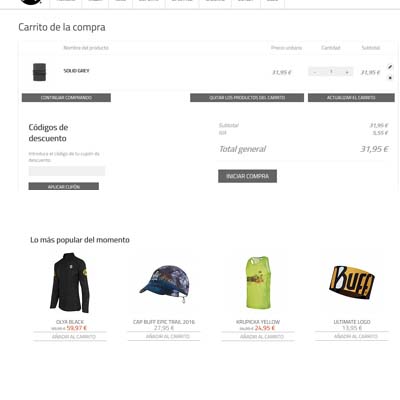 Carrito de la compra
Nombre del producto Precio unitario Cantidad Subtotal
SOLID GREY 31,95 € - 1 + 31,95 €
CONTINUAR COMPRANDO QUITAR LOS PRODUCTOS DEL CARRITO ACTUALIZAR EL CARRITO
Códigos de
descuento
Introduzca el código de tu cupón de
descuento.
APLICAR CUPÓN
Subtotal 31,95 €
IVA 5,55 €
Total general 31,95 €
INICIAR COMPRA
Lo más popular del momento
OLYA BLACK
59,97 €
AÑADIR AL CARRITO
CAP BUFF EPIC TRAIL 2016
27,95 €
AÑADIR AL CARRITO
KRUPICKA YELLOW
24,95 €
AÑADIR AL CARRITO
BUFF
ULTIMATE LOGO
13,95 €
AÑADIR AL CARRITO